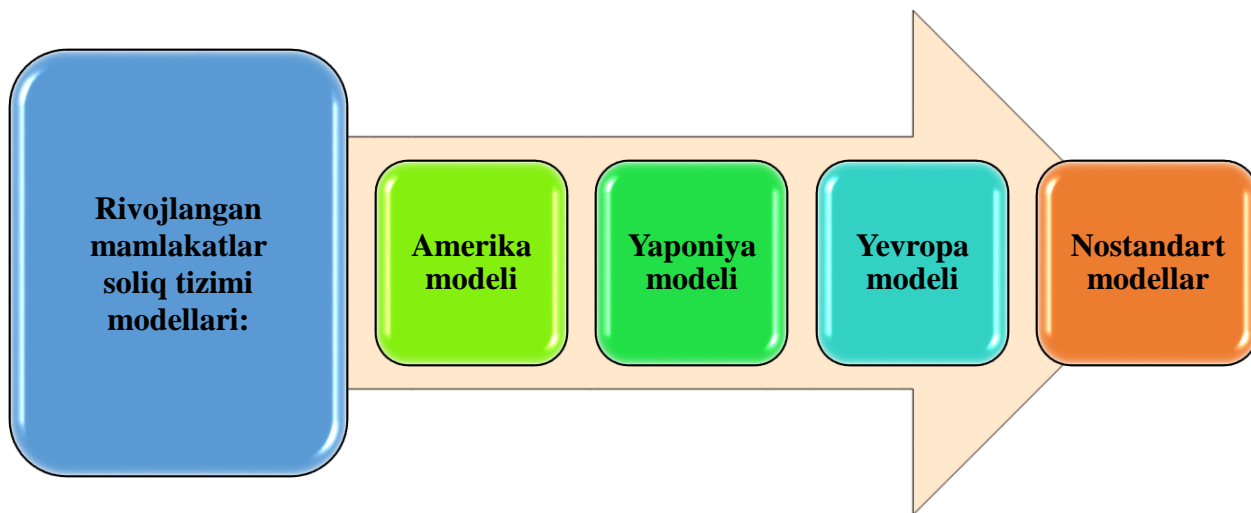 Rivojlangan
mamlakatlar
soliq tizimi
modellari:
Amerika
modeli
Yaponiya
modeli
Yevropa
modeli
Nostandart
modellar